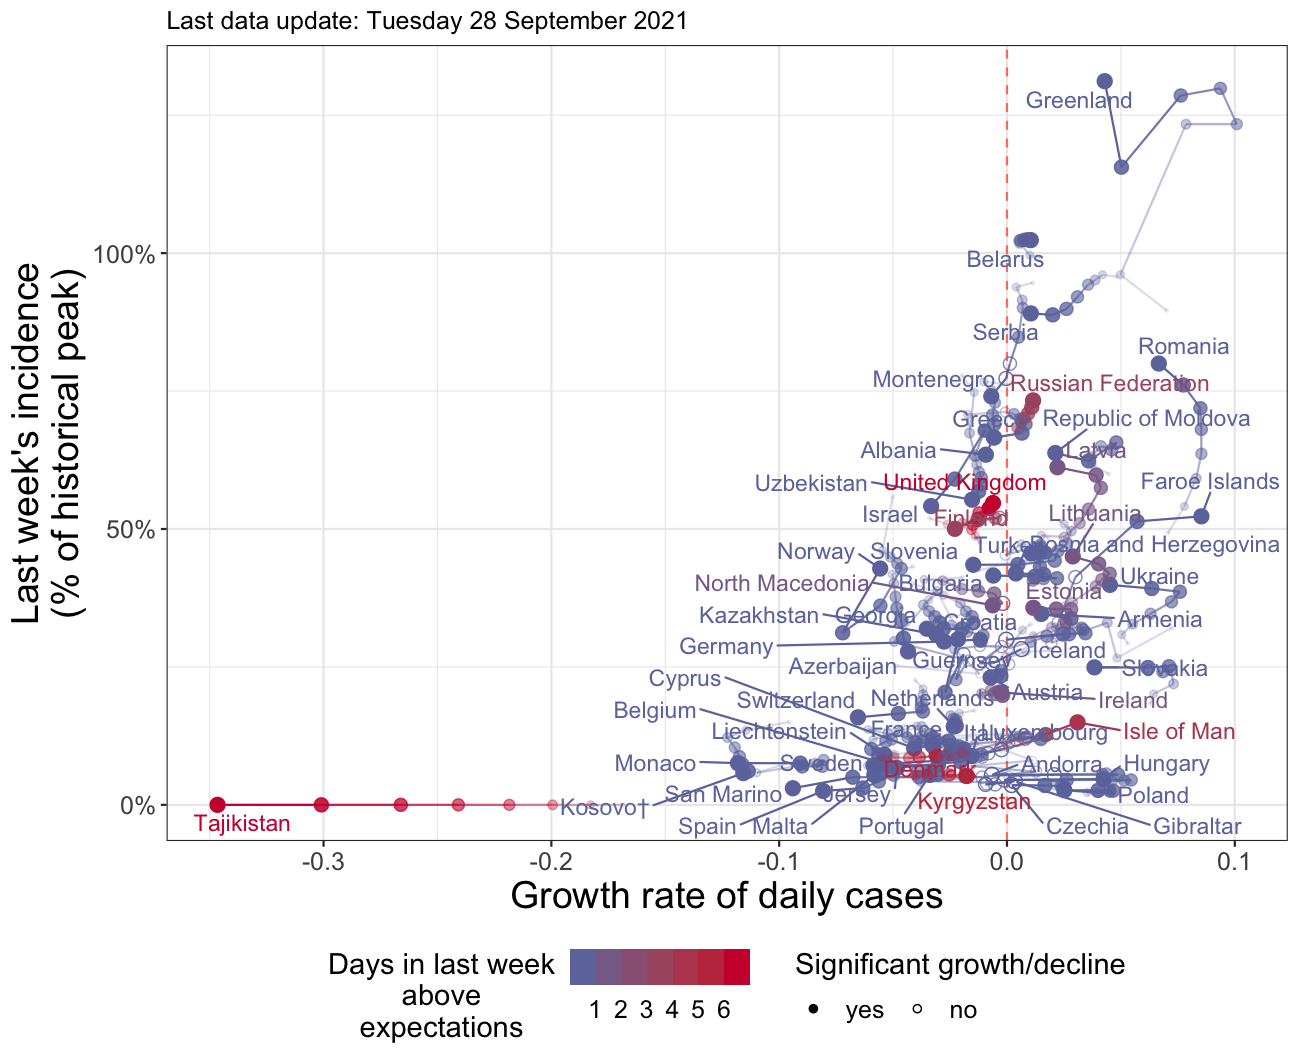 Last data update: Tuesday 28 September 2021
Last week's incidence
(% of historical peak)
100%
50%
0%
Greenland
Belarus
Serbia
Romania
Montenegro
Russian Federation
Greece
Republic of Moldova
Albania
Latvia
Uzbekistan
United Kingdom
Faroe Islands
Israel
Finland
Lithuania
Norway
Slovenia
Turkey
Bosnia and Herzegovina
North Macedonia
Bulgaria
Ukraine
Estonia
Kazakhstan
Georgia
Croatia
Armenia
Germany
Iceland
Azerbaijan
Guernsey
Slovakia
Cyprus
Switzerland
Netherlands
Austria
Ireland
Belgium
Liechtenstein
France
Italy
Luxembourg
Isle of Man
Monaco
Sweden
Denmark
Andorra
Hungary
San Marino
Jersey
Kyrgyzstan
Poland
Kosovo†
Tajikistan
Spain
Malta
Portugal
Czechia
Gibraltar
-0.3
-0.2
-0.1
0.0
0.1
Growth rate of daily cases
Days in last week
above
expectations
1 2 3 4 5 6
Significant growth/decline
yes
no